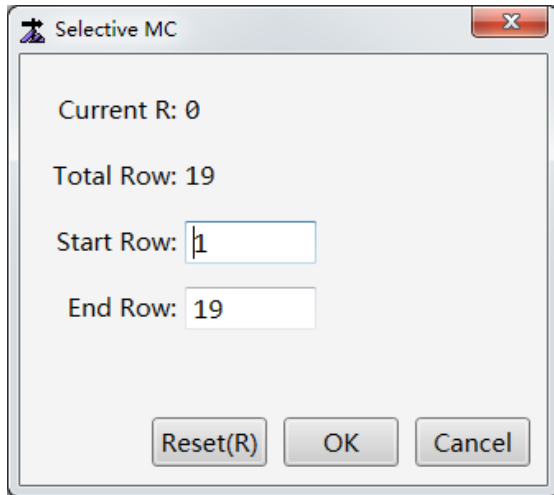 Selective MC
Current R: 0
Total Row: 19
Start Row: 1
End Row: 19
Reset(R) OK Cancel